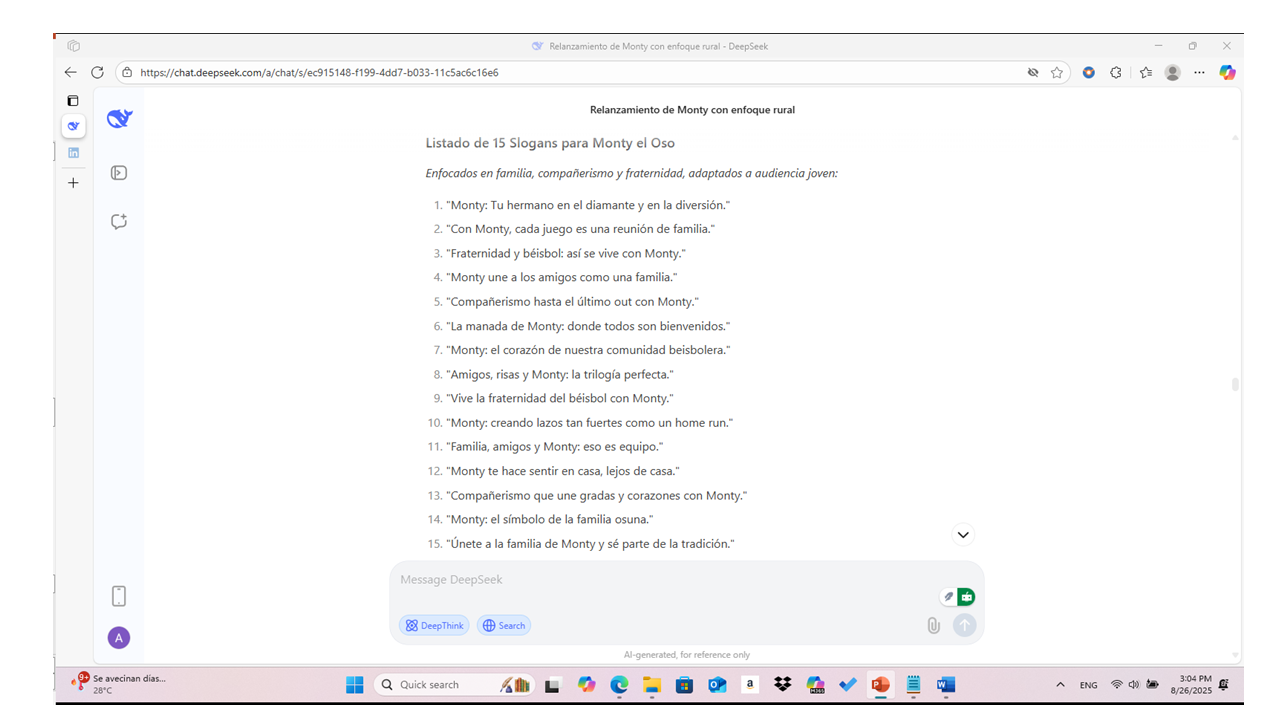 Relanzamiento de Monty con enfoque rural - DeepSeek
https://chat.deepseek.com/a/chat/s/ec915148-f199-4dd7-b033-11c5ac6c16e6
Relanzamiento de Monty con enfoque rural
Listado de 15 Slogans para Monty el Oso
Enfocados en familia, compañerismo y fraternidad, adaptados a audiencia joven:
1. "Monty: Tu hermano en el diamante y en la diversión."
2. "Con Monty, cada juego es una reunión de familia."
3. "Fraternidad y béisbol: así se vive con Monty."
4. "Monty une a los amigos como una familia."
5. "Compañerismo hasta el último out con Monty."
6. "La manada de Monty: donde todos son bienvenidos."
7. "Monty: el corazón de nuestra comunidad beisbolera."
8. "Amigos, risas y Monty: la trilogía perfecta."
9. "Vive la fraternidad del béisbol con Monty."
10. "Monty: creando lazos tan fuertes como un home run."
11. "Familia, amigos y Monty: eso es equipo."
12. "Monty te hace sentir en casa, lejos de casa."
13. "Compañerismo que une gradas y corazones con Monty."
14. "Monty: el símbolo de la familia osuna."
15. "Únete a la familia de Monty y sé parte de la tradición."
Message DeepSeek
DeepThink
Search
A
AI-generated, for reference only
9+
Se avecinan días...
28°C
Quick search
a
M365
ENG
3:04 PM
8/26/2025